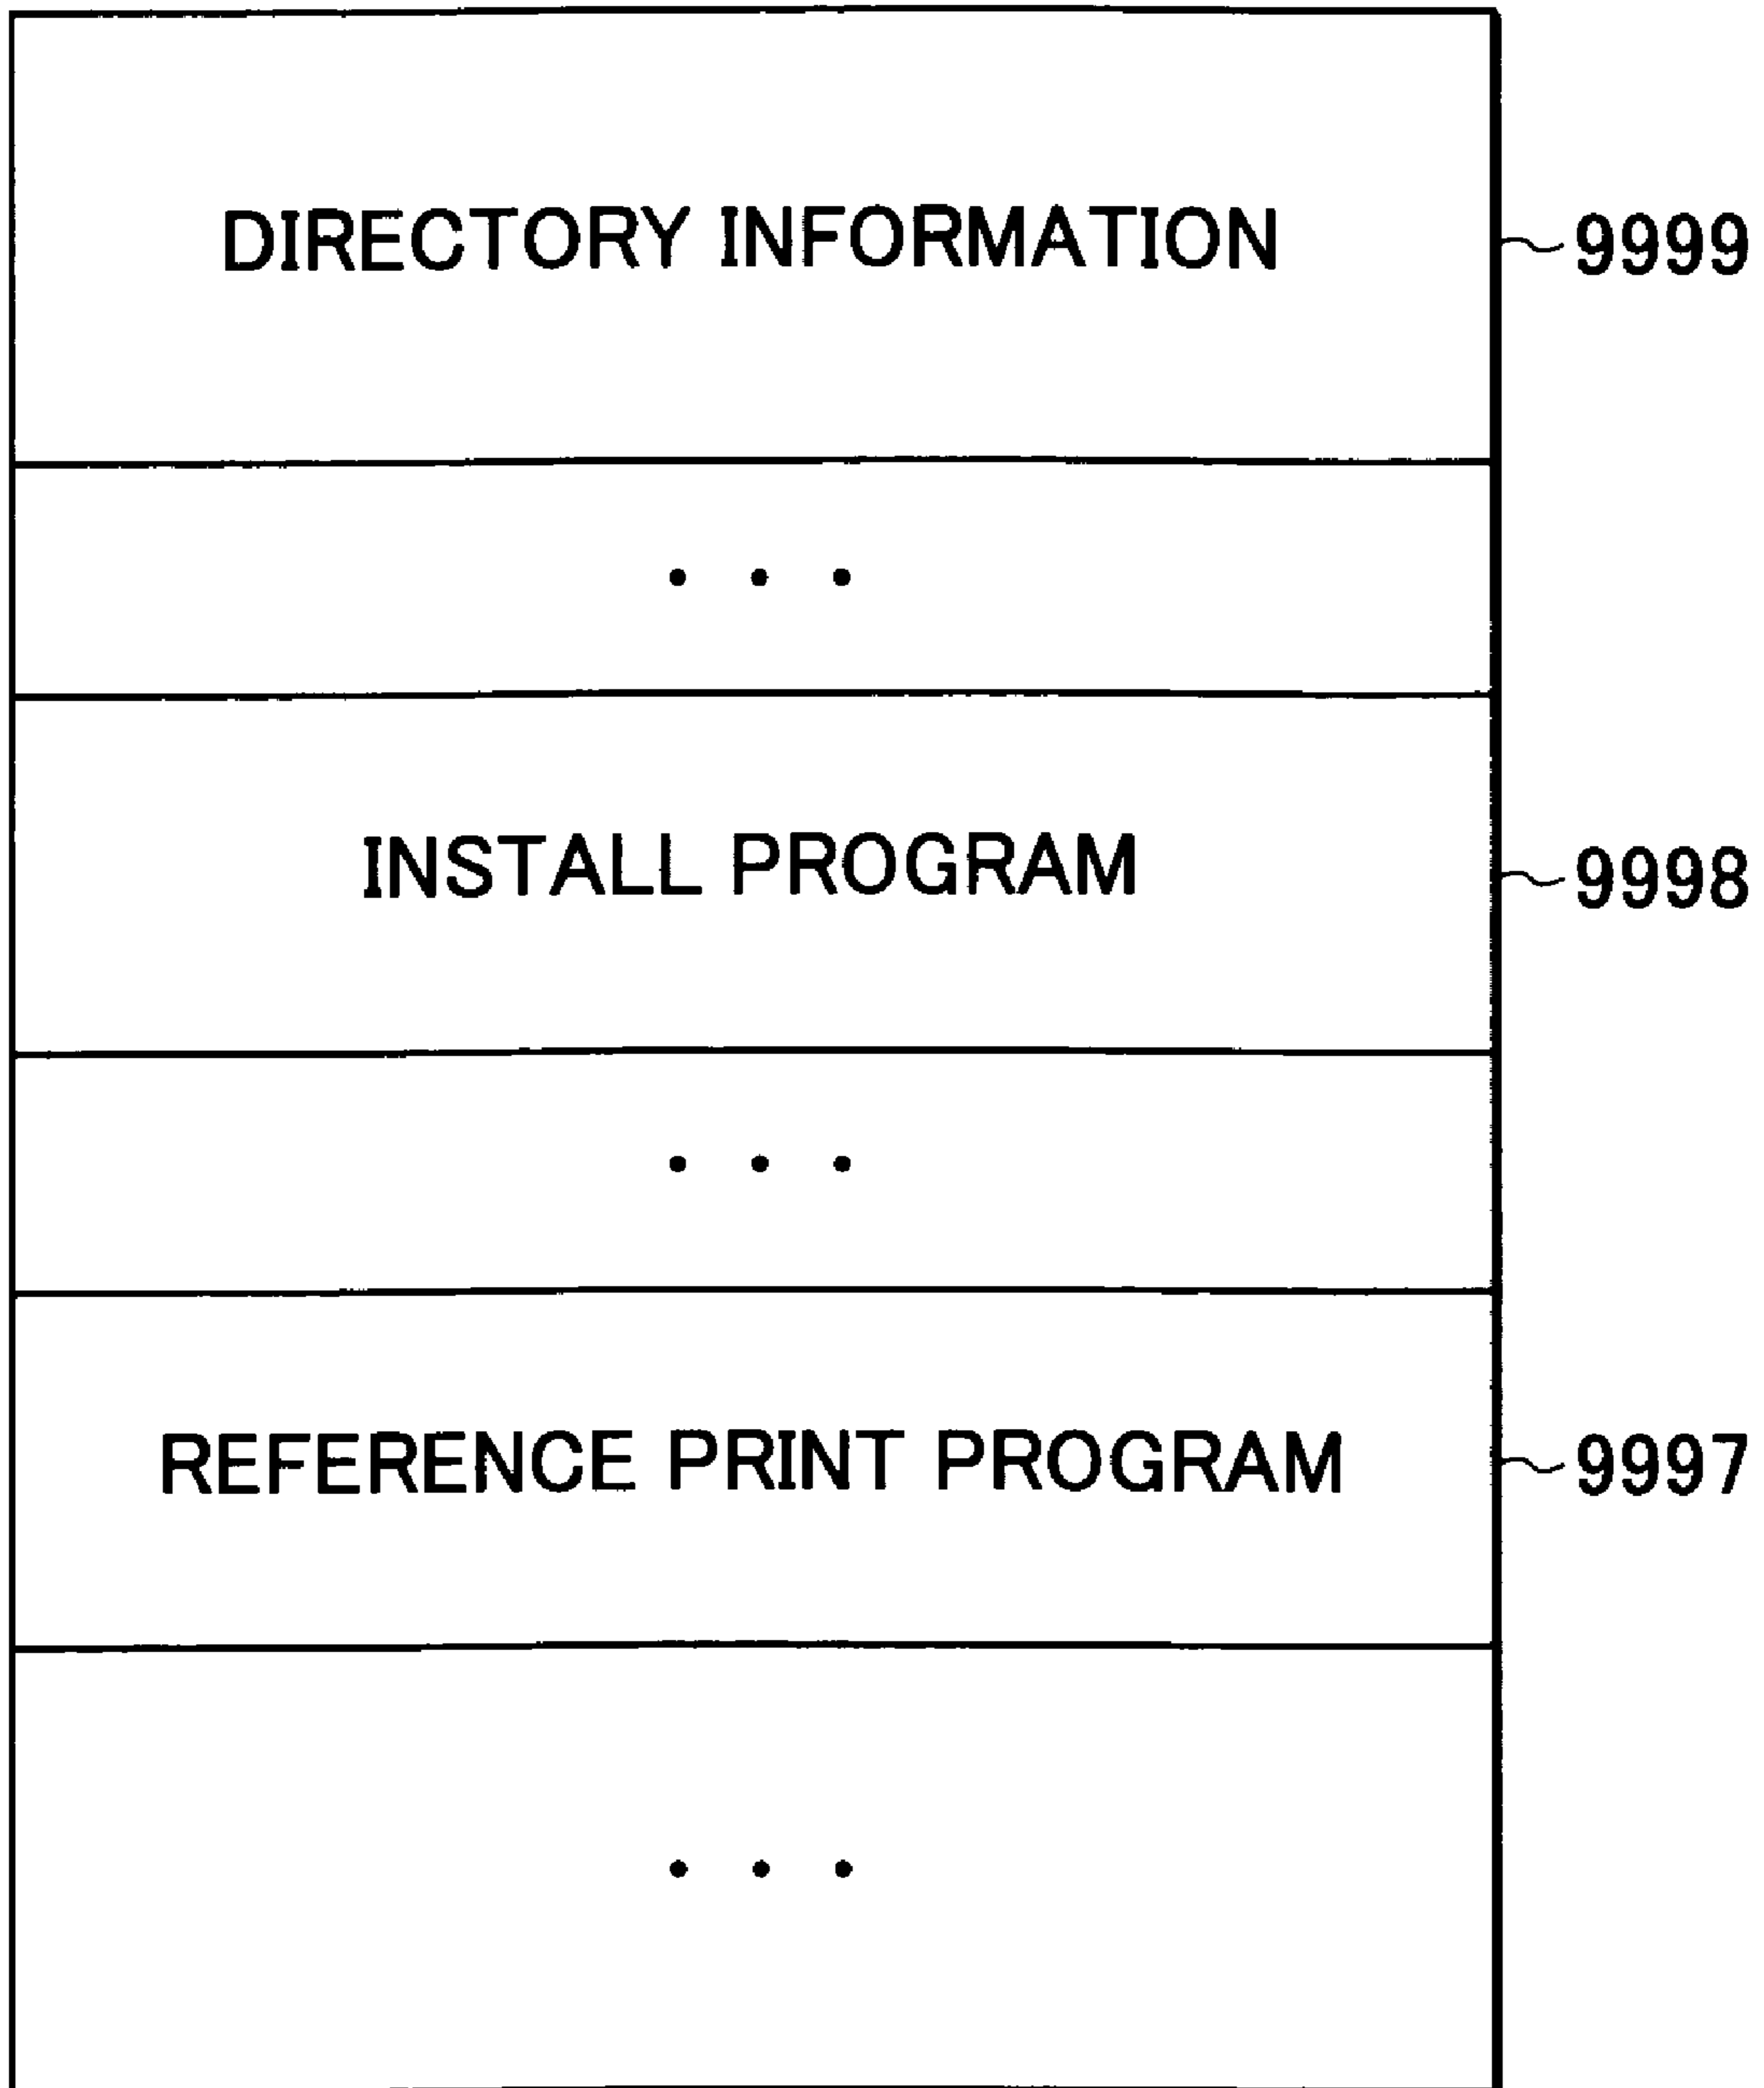 DIRECTORY INFORMATION 9999
. . .
INSTALL PROGRAM 9998
. . .
REFERENCE PRINT PROGRAM 9997
. . .